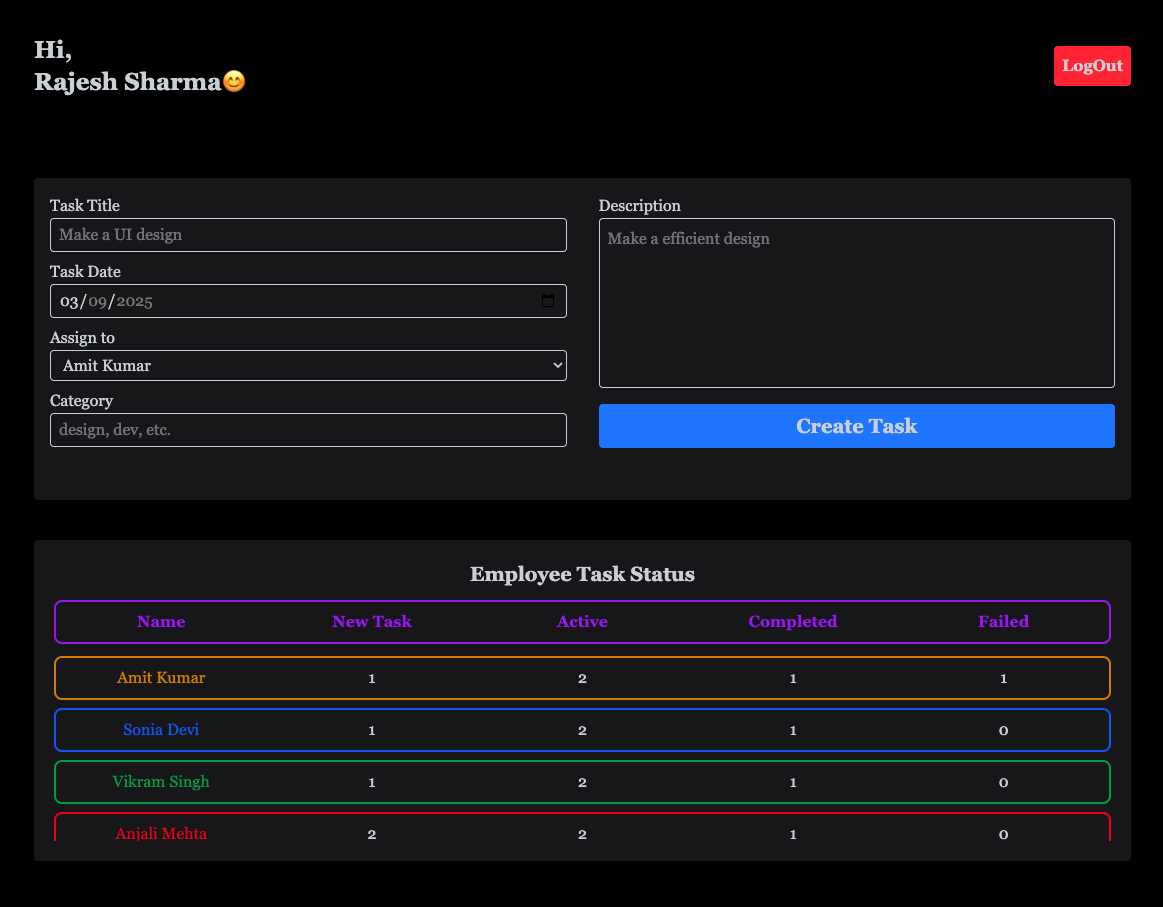 Hi,
Rajesh Sharma😊
LogOut
Task Title
Make a UI design
Task Date
03/09/2025
Assign to
Amit Kumar
Category
design, dev, etc.
Description
Make a efficient design
Create Task
Employee Task Status
Name New Task Active Completed Failed
Amit Kumar 1 2 1 1
Sonia Devi 1 2 1 0
Vikram Singh 1 2 1 0
Anjali Mehta 2 2 1 0